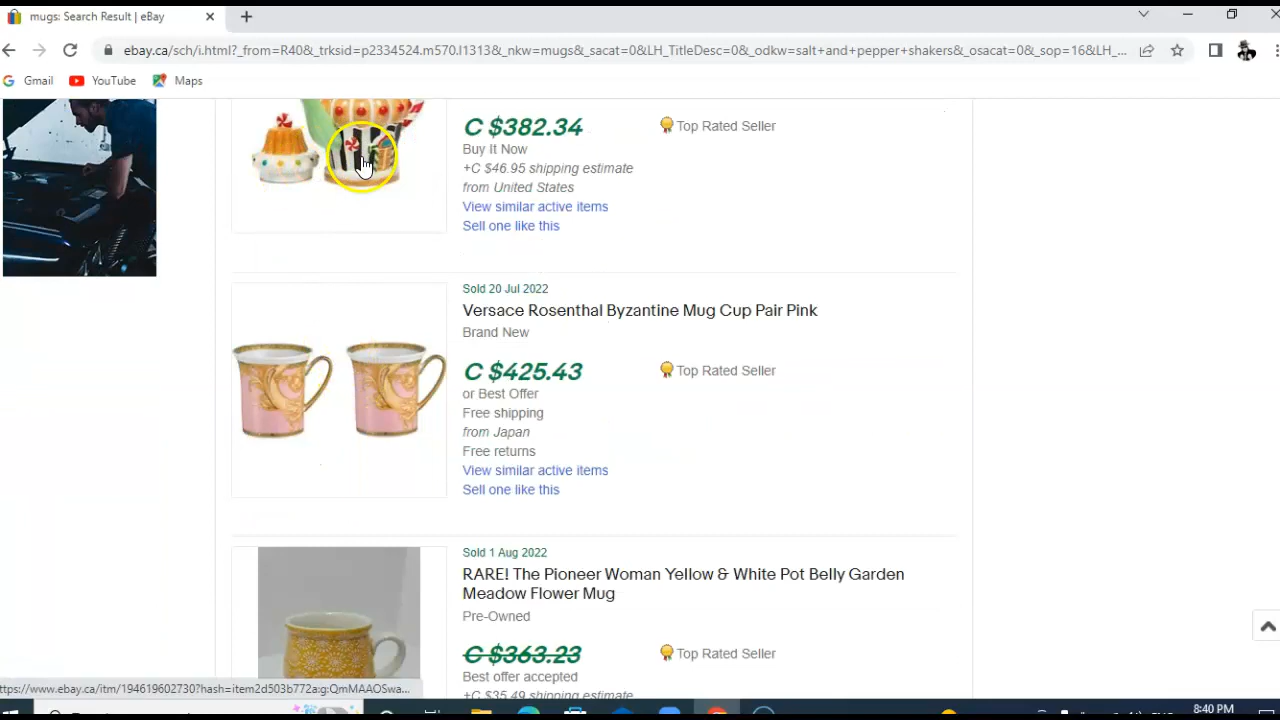 mugs: Search Result | eBay
ebay.ca/sch/i.html?_from=R40&_trksid=p2334524.m570.l1313&_nkw=mugs&_sacat=0&LH_TitleDesc=0&_odkw=salt+and+pepper+shakers&_osacat=0&_sop=16&LH_...
Gmail
YouTube
Maps
C $382.34
Top Rated Seller
Buy It Now
+C $46.95 shipping estimate
from United States
View similar active items
Sell one like this
Sold 20 Jul 2022
Versace Rosenthal Byzantine Mug Cup Pair Pink
Brand New
C $425.43
Top Rated Seller
or Best Offer
Free shipping
from Japan
Free returns
View similar active items
Sell one like this
Sold 1 Aug 2022
RARE! The Pioneer Woman Yellow & White Pot Belly Garden
Meadow Flower Mug
Pre-Owned
C $363.23
Top Rated Seller
Best offer accepted
+C $35.49 shipping estimate
https://www.ebay.ca/itm/194619602730?hash=item2d503b772a:g:QmMAAOSwa...
8:40 PM